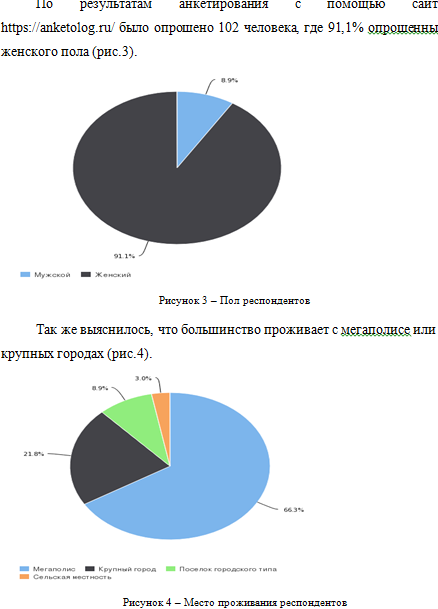 По результатам анкетирования с помощью сайт
https://anketolog.ru/ было опрошено 102 человека, где 91,1% опрошенны
женского пола (рис.3).
8.9%
91.1%
Мужской Женский
Рисунок 3 – Пол респондентов
Так же выяснилось, что большинство проживает с мегаполисе или
крупных городах (рис.4).
3.0%
8.9%
21.8%
66.3%
Мегаполис Крупный город Поселок городского типа
Сельская местность
Рисунок 4 – Место проживания респондентов